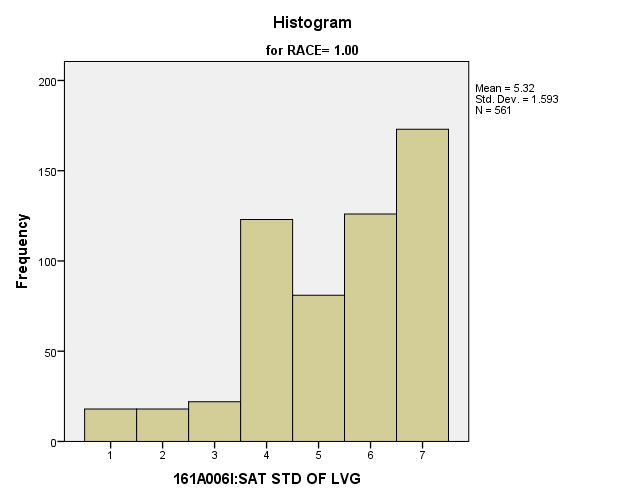 Histogram
for RACE= 1.00
200
150
100
50
0
Frequency
Mean = 5.32
Std. Dev. = 1.593
N = 561
1 2 3 4 5 6 7
161A006I:SAT STD OF LVG